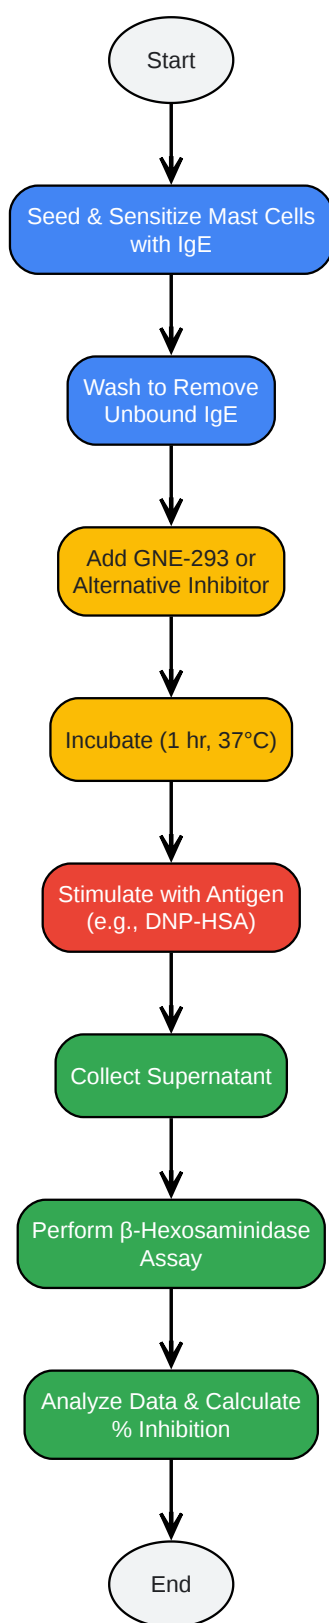 Start
Seed & Sensitize Mast Cells
with IgE
Wash to Remove
Unbound IgE
Add GNE-293 or
Alternative Inhibitor
Incubate (1 hr, 37°C)
Stimulate with Antigen
(e.g., DNP-HSA)
Collect Supernatant
Perform β-Hexosaminidase
Assay
Analyze Data & Calculate
% Inhibition
End